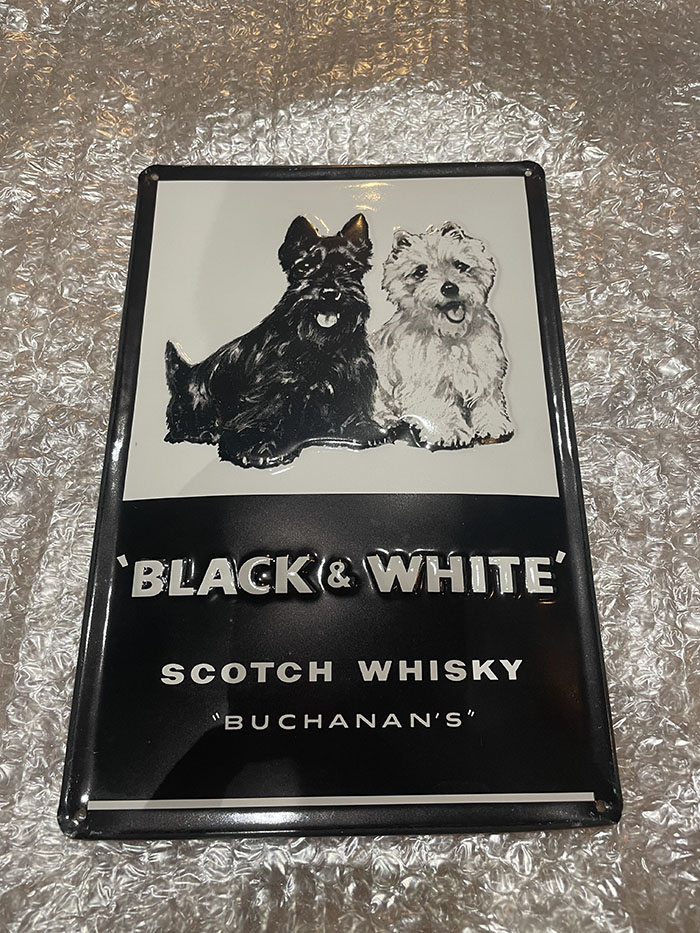 'BLACK & WHITE'
SCOTCH WHISKY
"BUCHANAN'S"